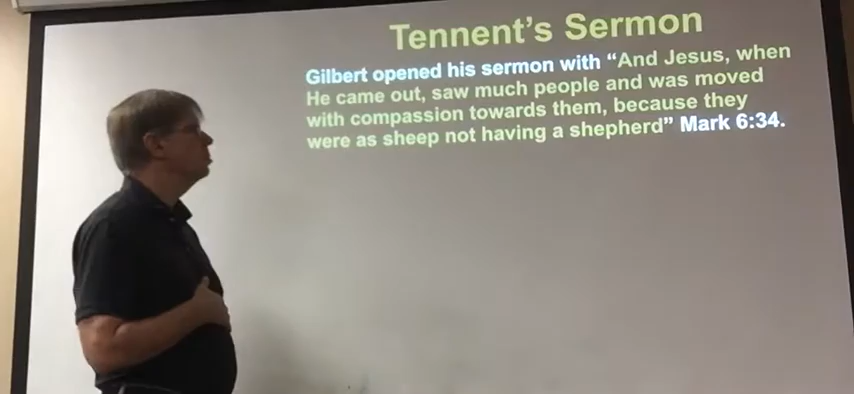 Tennent's Sermon
Gilbert opened his sermon with “And Jesus, when
He came out, saw much people and was moved
with compassion towards them, because they
were as sheep not having a shepherd” Mark 6:34.